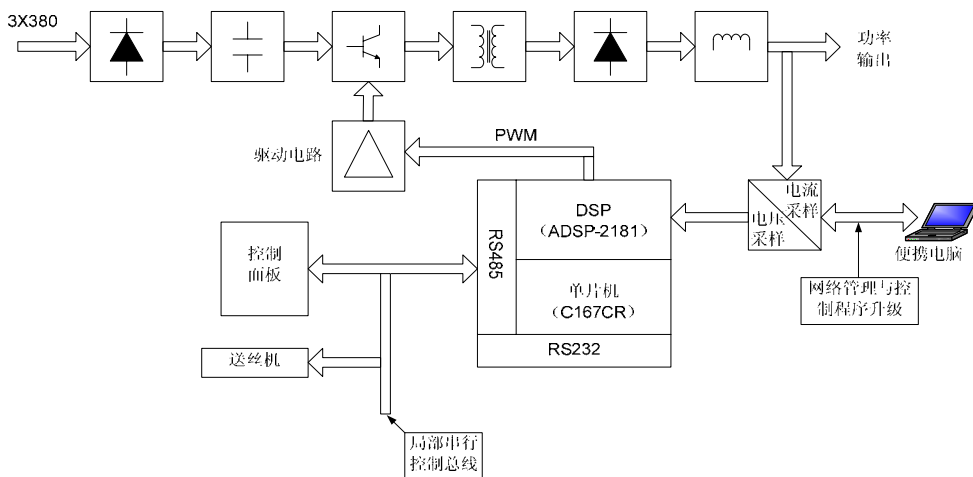 3X380
功率
输出
驱动电路
PWM
RS485
DSP
（ADSP-2181）
单片机
（C167CR）
RS232
电流
采样
电压
采样
便携电脑
网络管理与控
制程序升级
控制
面板
送丝机
局部串行
控制总线